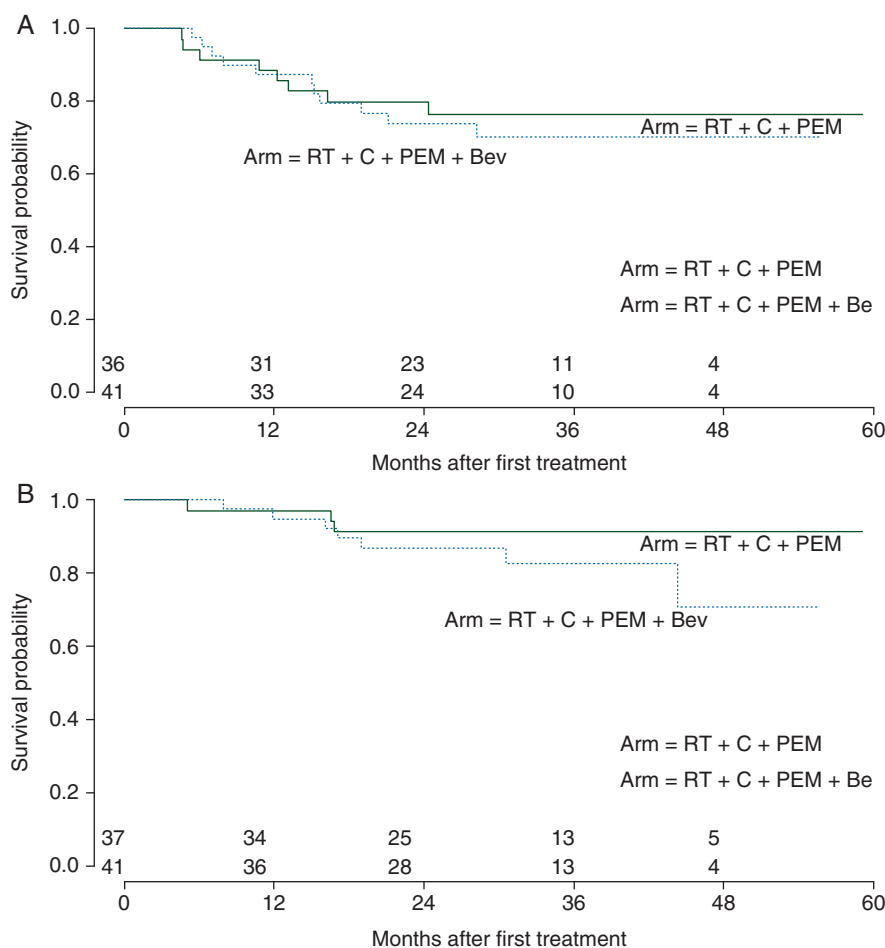 A
1.0
0.8
0.6
0.4
0.2
0.0
Survival probability
Arm = RT + C + PEM
Arm = RT + C + PEM + Bev
Arm = RT + C + PEM
Arm = RT + C + PEM + Be
36 31 23 11 4
41 33 24 10 4
0 12 24 36 48 60
Months after first treatment
B
1.0
0.8
0.6
0.4
0.2
0.0
Survival probability
Arm = RT + C + PEM
Arm = RT + C + PEM + Bev
Arm = RT + C + PEM
Arm = RT + C + PEM + Be
37 34 25 13 5
41 36 28 13 4
0 12 24 36 48 60
Months after first treatment